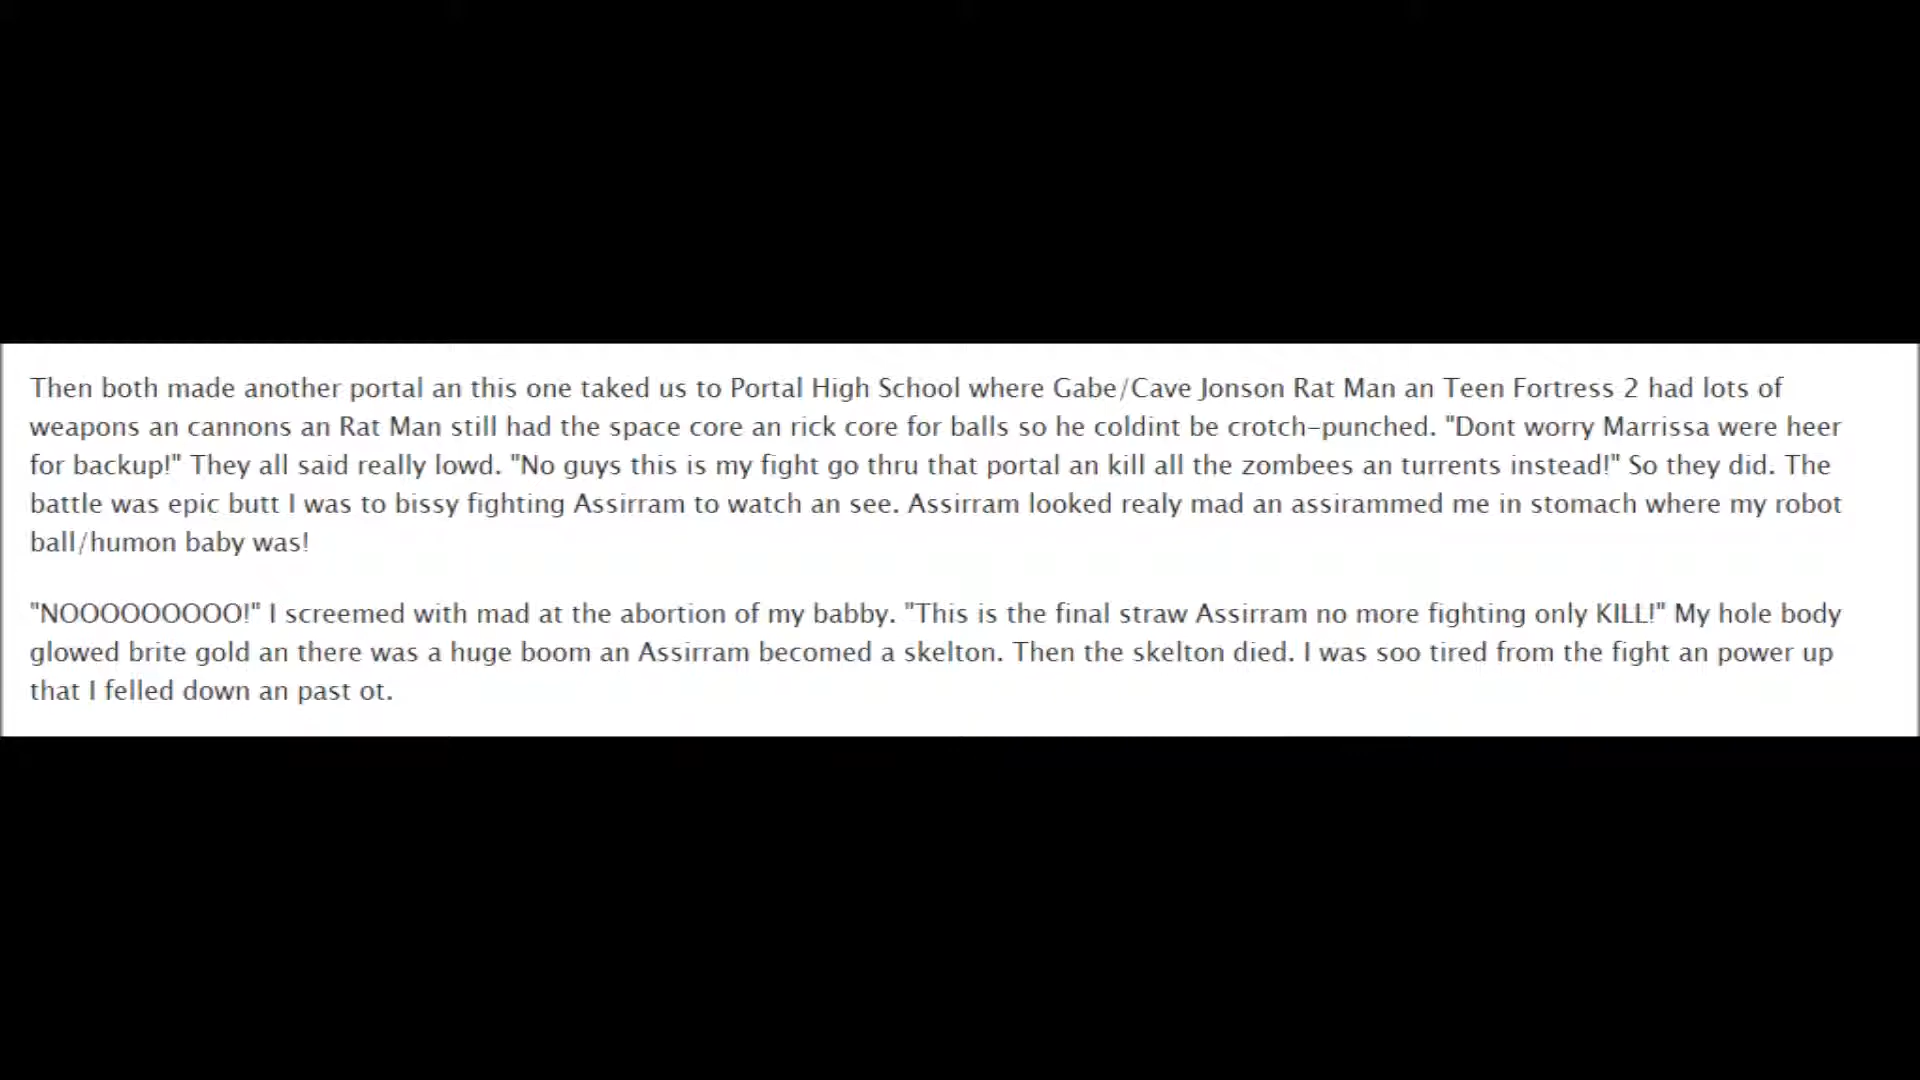 Then both made another portal an this one taked us to Portal High School where Gabe/Cave Jonson Rat Man an Teen Fortress 2 had lots of
weapons an cannons an Rat Man still had the space core an rick core for balls so he coldint be crotch-punched. "Dont worry Marrissa were heer
for backup!" They all said really lowd. "No guys this is my fight go thru that portal an kill all the zombees an turrents instead!" So they did. The
battle was epic butt I was to bissy fighting Assirram to watch an see. Assirram looked realy mad an assirammed me in stomach where my robot
ball/humon baby was!
"NOOOOOOOOO!" I screemed with mad at the abortion of my babby. "This is the final straw Assirram no more fighting only KILL!" My hole body
glowed brite gold an there was a huge boom an Assirram becomed a skelton. Then the skelton died. I was soo tired from the fight an power up
that I felled down an past ot.